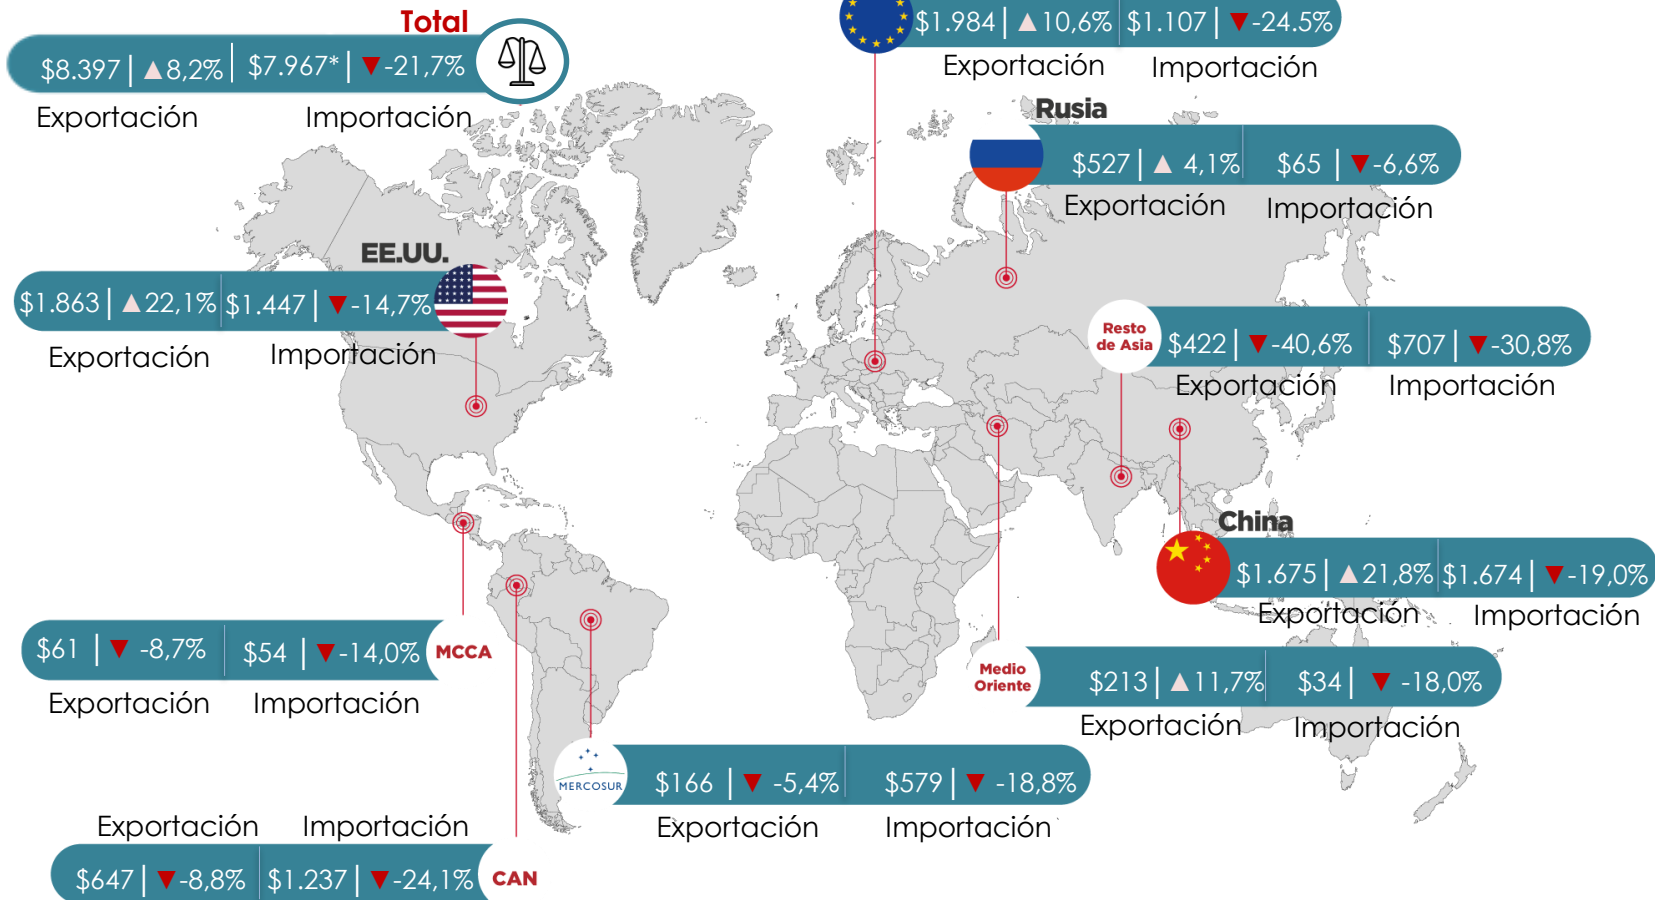 Total
$8.397 | ▲8,2% | $7.967* | ▼ -21,7%
Exportación Importación
$1.984 | ▲10,6% $1.107 | ▼ -24.5%
Exportación Importación
Rusia
$527 | ▲ 4,1% $65 | ▼ -6,6%
Exportación Importación
EE.UU.
$1.863 | ▲22,1% $1.447 | ▼ -14,7%
Exportación Importación
Resto
de Asia
$422 | ▼ -40,6% $707 | ▼ -30,8%
Exportación Importación
China
$1.675 | ▲21,8% $1.674 | ▼ -19,0%
Exportación Importación
$61 | ▼ -8,7% $54 | ▼ -14,0% MCCA
Exportación Importación
Medio
Oriente
$213 | ▲11,7% $34 | ▼ -18,0%
Exportación Importación
MERCOSUR
$166 | ▼ -5,4% $579 | ▼ -18,8%
Exportación Importación
Exportación Importación
$647 | ▼ -8,8% $1.237 | ▼ -24,1% CAN